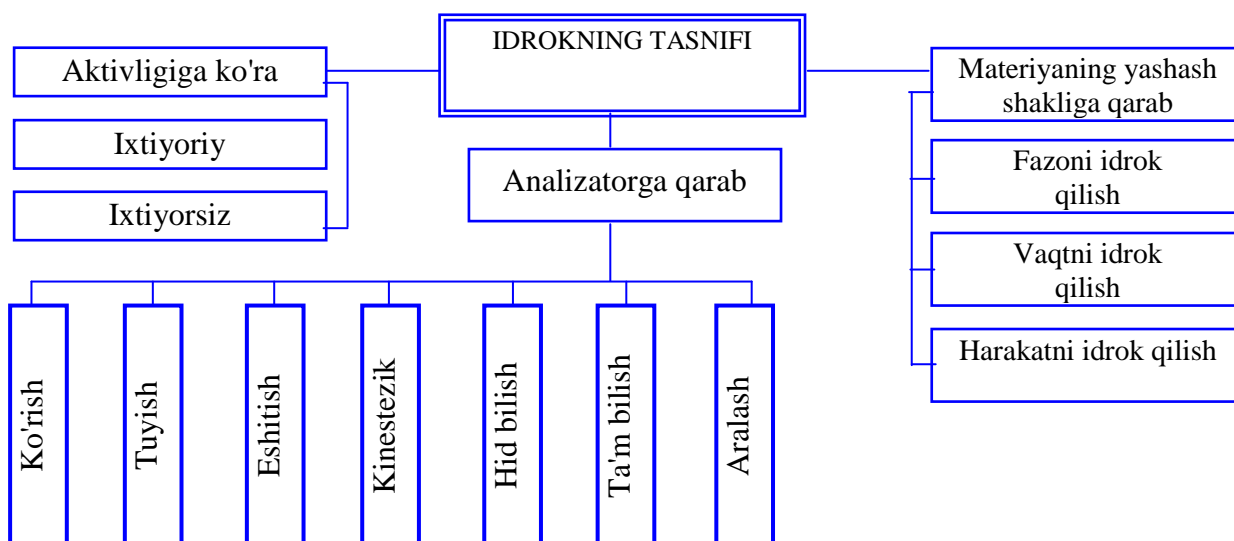 IDROKNING TASNIFI
Aktivligiga ko'ra
Ixtiyoriy
Ixtiyorsiz
Analizatorga qarab
Ko'rish
Tuyish
Eshitish
Kinestezik
Hid bilish
Ta'm bilish
Aralash
Materiyaning yashash
shakliga qarab
Fazoni idrok
qilish
Vaqtni idrok
qilish
Harakatni idrok qilish